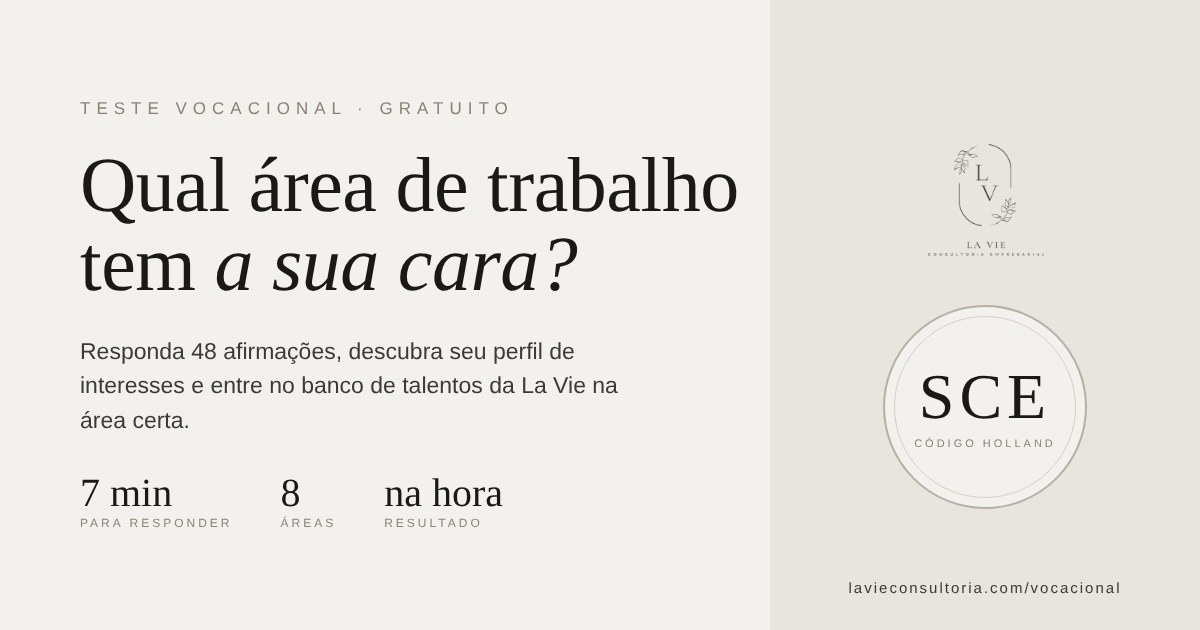 TESTE VOCACIONAL · GRATUITO
Qual área de trabalho
tem a sua cara?
Responda 48 afirmações, descubra seu perfil de
interesses e entre no banco de talentos da La Vie na
área certa.
7 min
PARA RESPONDER
8
ÁREAS
na hora
RESULTADO
L
V
LA VIE
CONSULTORIA EMPRESARIAL
SCE
CÓDIGO HOLLAND
lavieconsultoria.com/vocacional